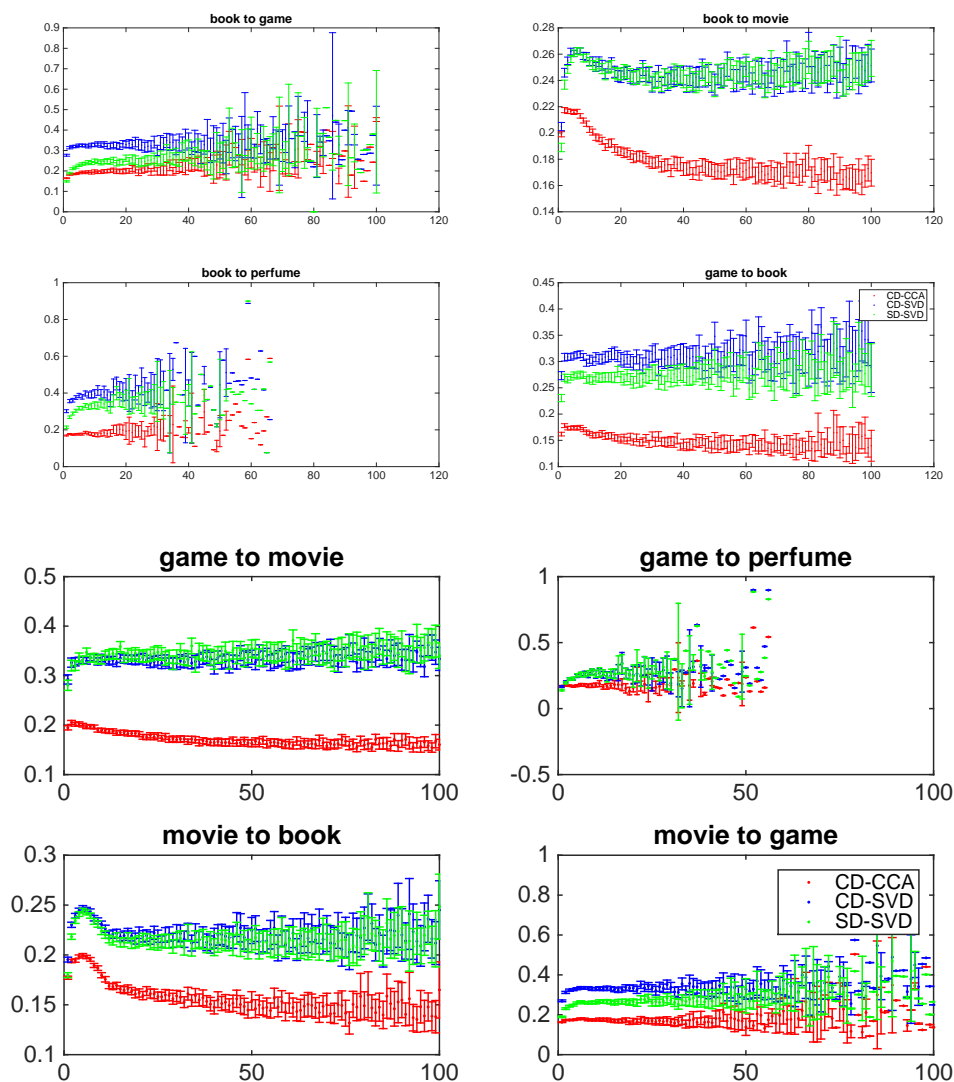 book to game
0.9
0.8
0.7
0.6
0.5
0.4
0.3
0.2
0.1
0
0 20 40 60 80 100 120
book to movie
0.28
0.26
0.24
0.22
0.2
0.18
0.16
0.14
0 20 40 60 80 100 120
book to perfume
1
0.8
0.6
0.4
0.2
0
0 20 40 60 80 100 120
game to book
0.45
0.4
0.35
0.3
0.25
0.2
0.15
0.1
0 20 40 60 80 100 120
CD-CCA
CD-SVD
SD-SVD
game to movie
0.5
0.4
0.3
0.2
0.1
0 50 100
game to perfume
1
0.5
0
-0.5
0 50 100
movie to book
0.3
0.25
0.2
0.15
0.1
0 50 100
movie to game
1
0.8
0.6
0.4
0.2
0
0 50 100
CD-CCA
CD-SVD
SD-SVD